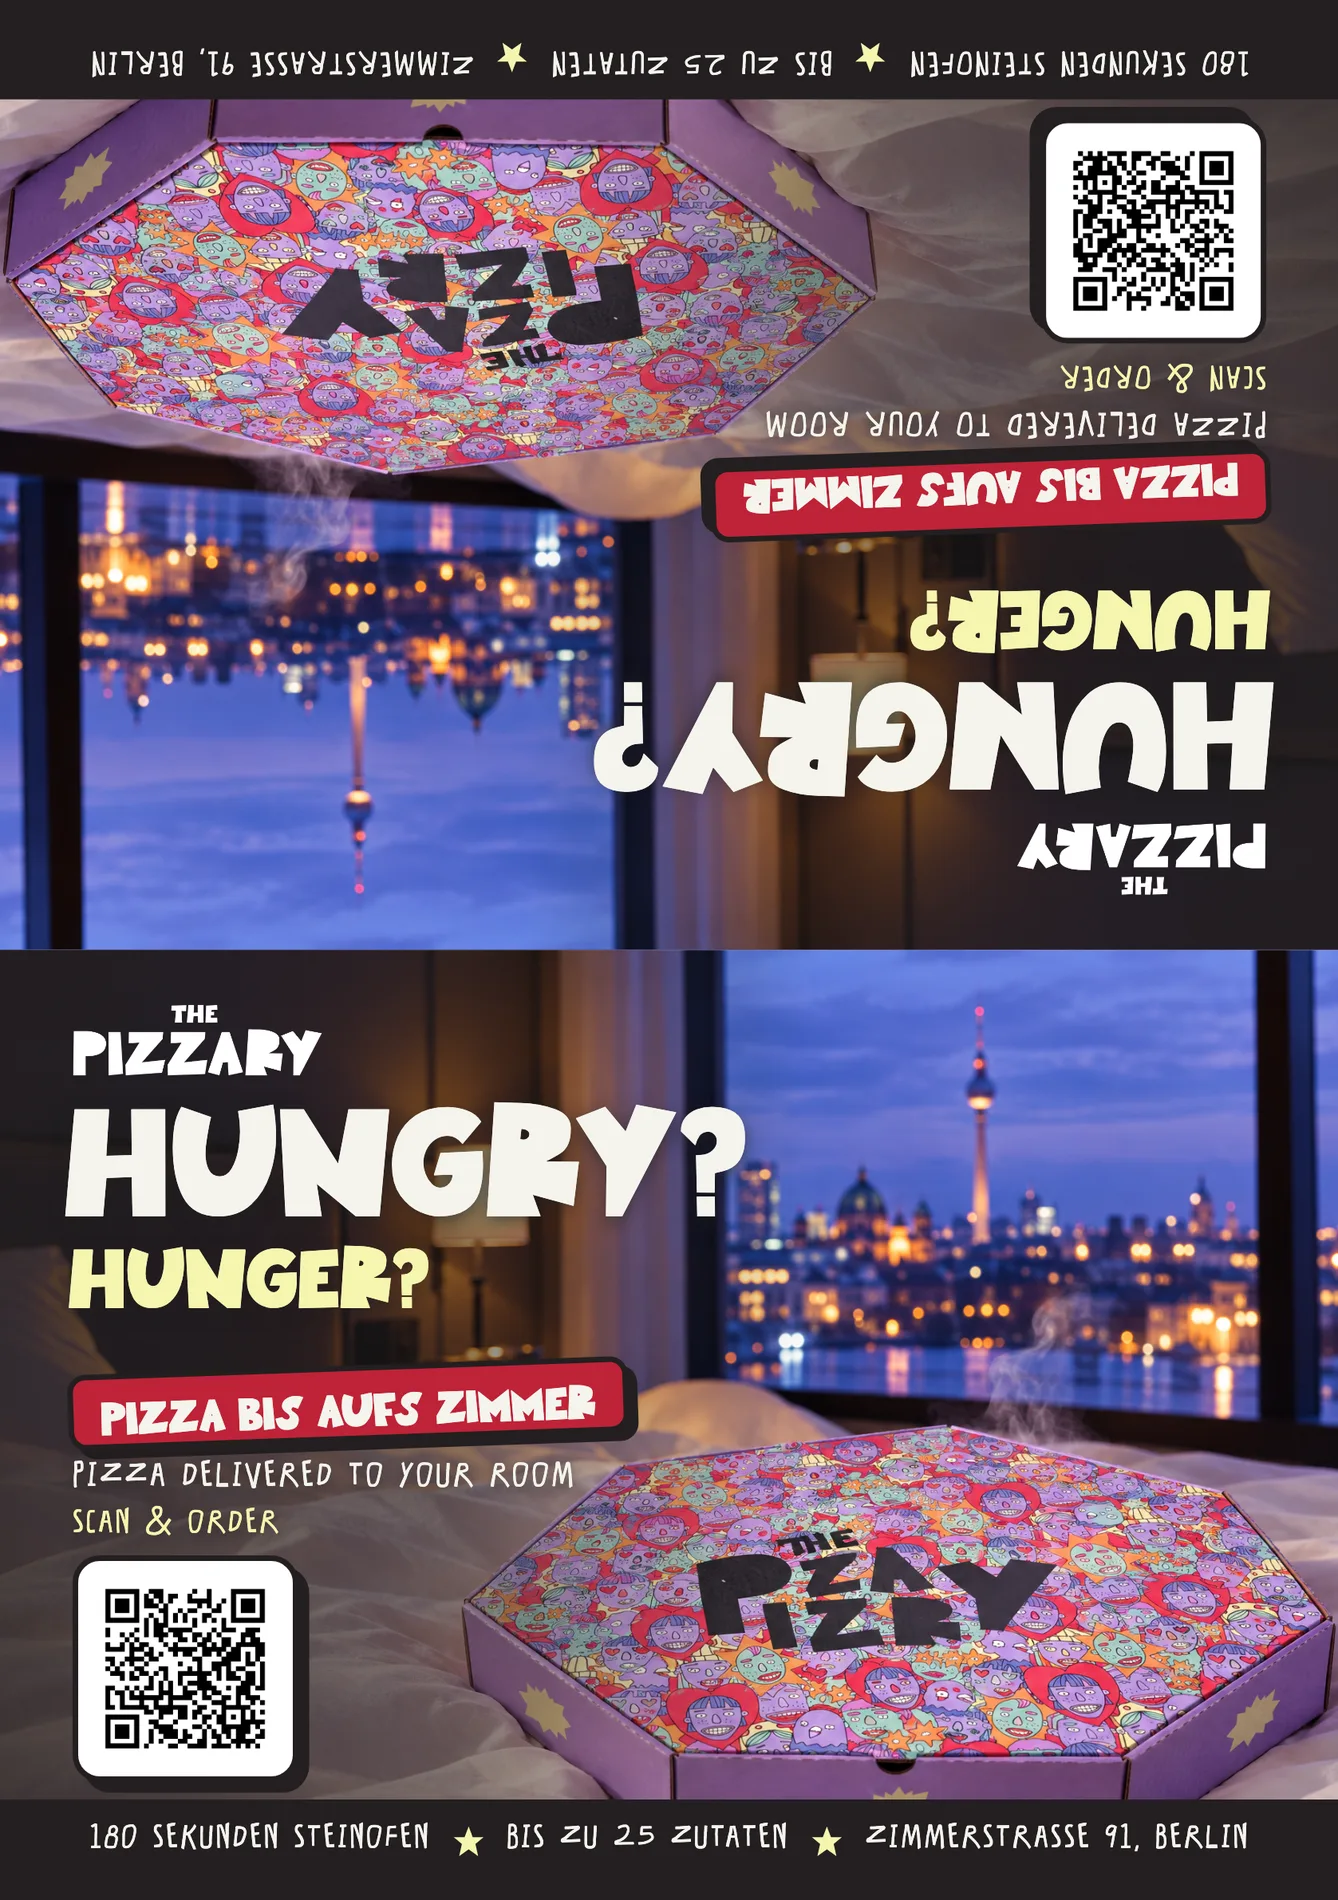 180 SEKUNDEN STEINOFEN ★ BIS ZU 25 ZUTATEN ★ ZIMMERSTRASSE 91, BERLIN
THE
PIZZARY
SCAN & ORDER
PIZZA DELIVERED TO YOUR ROOM
PIZZA BIS AUFS ZIMMER
HUNGER?
HUNGRY?
THE
PIZZARY
THE
PIZZARY
HUNGRY?
HUNGER?
PIZZA BIS AUFS ZIMMER
PIZZA DELIVERED TO YOUR ROOM
SCAN & ORDER
THE
PIZZARY
180 SEKUNDEN STEINOFEN ★ BIS ZU 25 ZUTATEN ★ ZIMMERSTRASSE 91, BERLIN